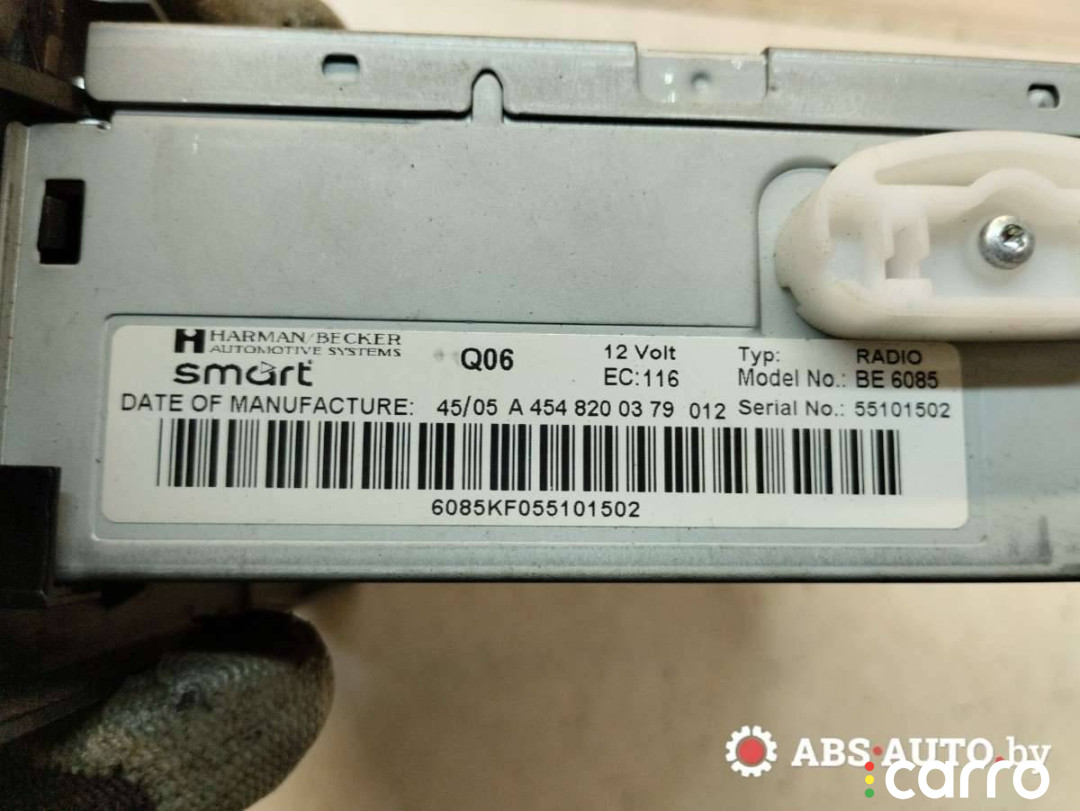 HARMAN/BECKER
AUTOMOTIVE SYSTEMS
smart
Q06
12 Volt
EC:116
Typ: RADIO
Model No.: BE 6085
DATE OF MANUFACTURE: 45/05 A 454 820 03 79 012 Serial No.: 55101502
6085KF055101502
ABS-AUTO.by
carro